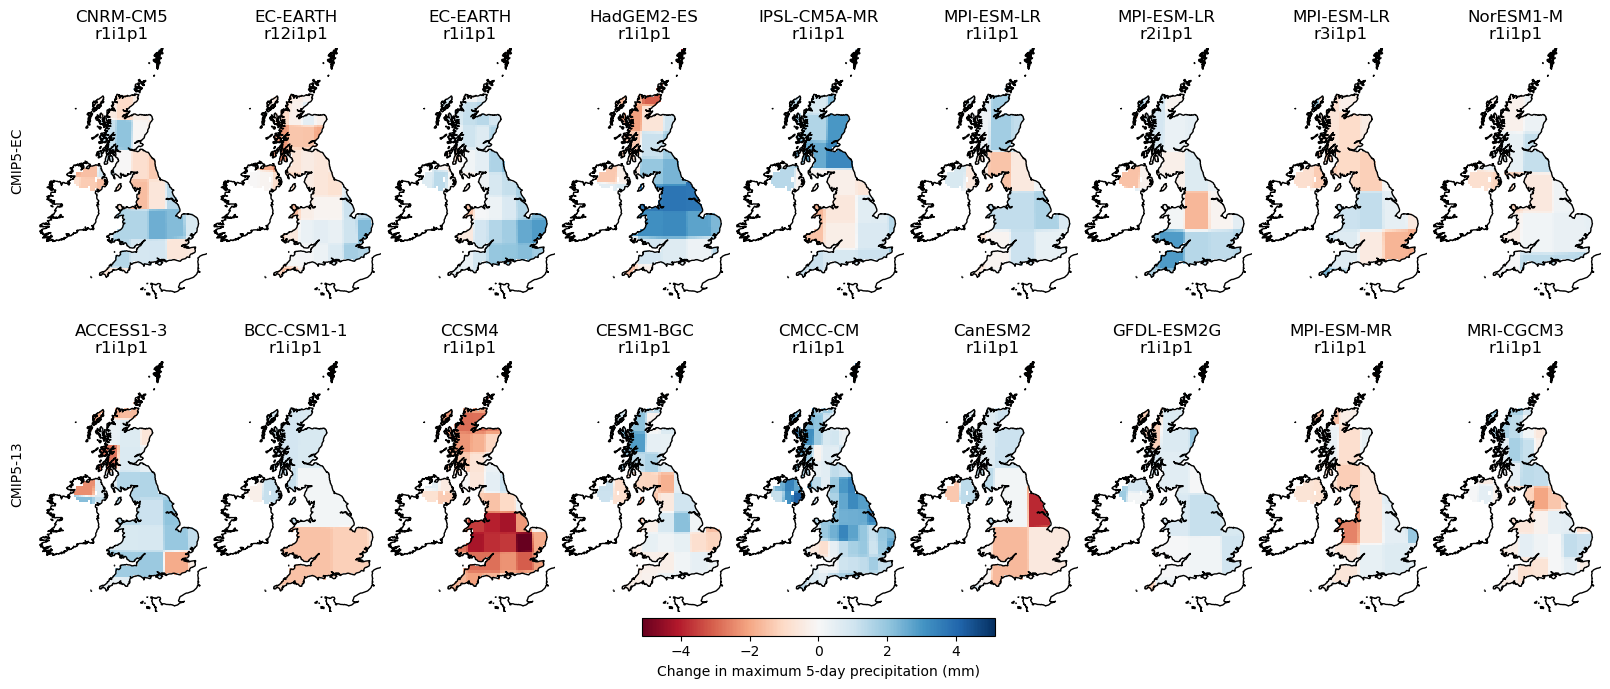 CNRM-CM5
r1i1p1
EC-EARTH
r12i1p1
EC-EARTH
r1i1p1
HadGEM2-ES
r1i1p1
IPSL-CM5A-MR
r1i1p1
MPI-ESM-LR
r1i1p1
MPI-ESM-LR
r2i1p1
MPI-ESM-LR
r3i1p1
NorESM1-M
r1i1p1
CMIP5-EC
ACCESS1-3
r1i1p1
BCC-CSM1-1
r1i1p1
CCSM4
r1i1p1
CESM1-BGC
r1i1p1
CMCC-CM
r1i1p1
CanESM2
r1i1p1
GFDL-ESM2G
r1i1p1
MPI-ESM-MR
r1i1p1
MRI-CGCM3
r1i1p1
CMIP5-13
−4 −2 0 2 4
Change in maximum 5-day precipitation (mm)